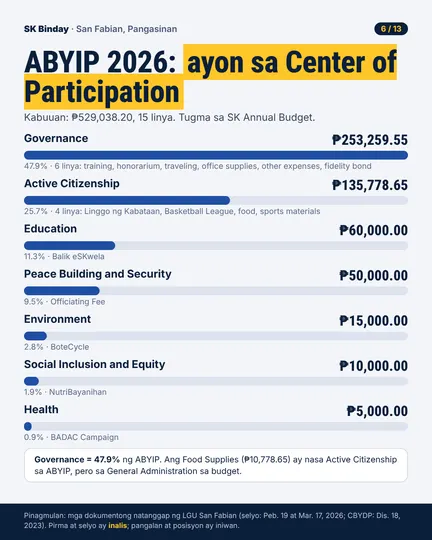 SK Binday · San Fabian, Pangasinan
6 / 13
ABYIP 2026: ayon sa Center of
Participation
Kabuuan: ₱529,038.20, 15 linya. Tugma sa SK Annual Budget.
Governance ₱253,259.55
47.9% · 6 linya: training, honorarium, traveling, office supplies, other expenses, fidelity bond
Active Citizenship ₱135,778.65
25.7% · 4 linya: Linggo ng Kabataan, Basketball League, food, sports materials
Education ₱60,000.00
11.3% · Balik eSKwela
Peace Building and Security ₱50,000.00
9.5% · Officiating Fee
Environment ₱15,000.00
2.8% · BoteCycle
Social Inclusion and Equity ₱10,000.00
1.9% · NutriBayanihan
Health ₱5,000.00
0.9% · BADAC Campaign
Governance = 47.9% ng ABYIP. Ang Food Supplies (₱10,778.65) ay nasa Active Citizenship
sa ABYIP, pero sa General Administration sa budget.
Pinagmulan: mga dokumentong natanggap ng LGU San Fabian (selyo: Peb. 19 at Mar. 17, 2026; CBYDP: Dis. 18,
2023). Pirma at selyo ay inalis; pangalan at posisyon ay iniwan.